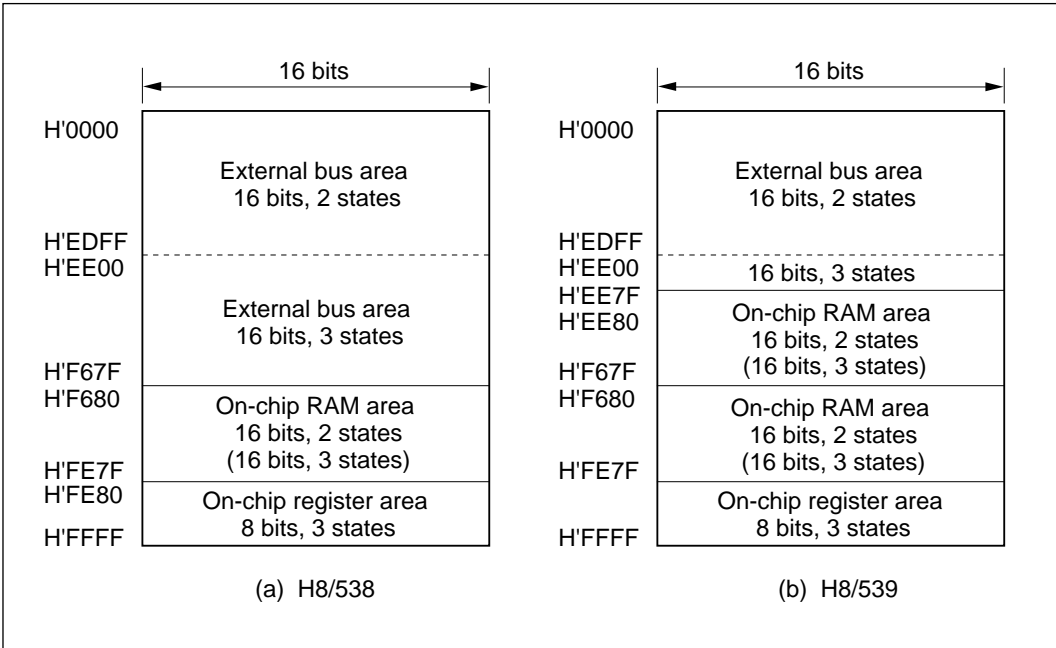 16 bits
H'0000
External bus area
16 bits, 2 states
H'EDFF
H'EE00
External bus area
16 bits, 3 states
H'F67F
H'F680
On-chip RAM area
16 bits, 2 states
(16 bits, 3 states)
H'FE7F
H'FE80
On-chip register area
8 bits, 3 states
H'FFFF
(a) H8/538
16 bits
H'0000
External bus area
16 bits, 2 states
H'EDFF
H'EE00
16 bits, 3 states
H'EE7F
H'EE80
On-chip RAM area
16 bits, 2 states
(16 bits, 3 states)
H'F67F
H'F680
On-chip RAM area
16 bits, 2 states
(16 bits, 3 states)
H'FE7F
On-chip register area
8 bits, 3 states
H'FFFF
(b) H8/539